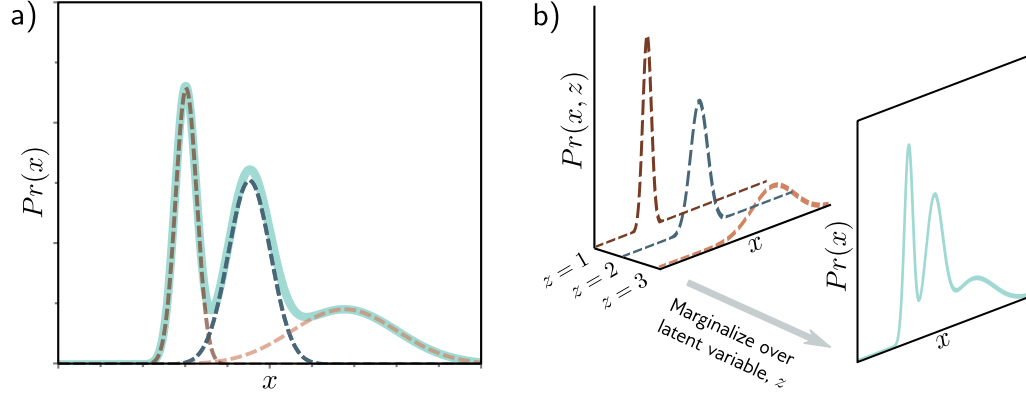 a)
Pr(x)
x
b)
Pr(x, z)
z = 1
z = 2
z = 3
x
Marginalize over
latent variable, z
Pr(x)
x